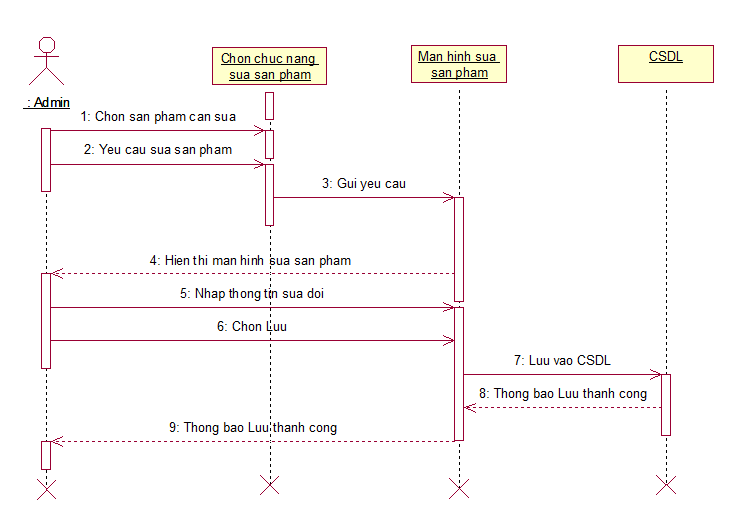 Chon chuc nang
sua san pham
Man hinh sua
san pham
CSDL
: Admin
1: Chon san pham can sua
2: Yeu cau sua san pham
3: Gui yeu cau
4: Hien thi man hinh sua san pham
5: Nhap thong tin sua doi
6: Chon Luu
7: Luu vao CSDL
8: Thong bao Luu thanh cong
9: Thong bao Luu thanh cong